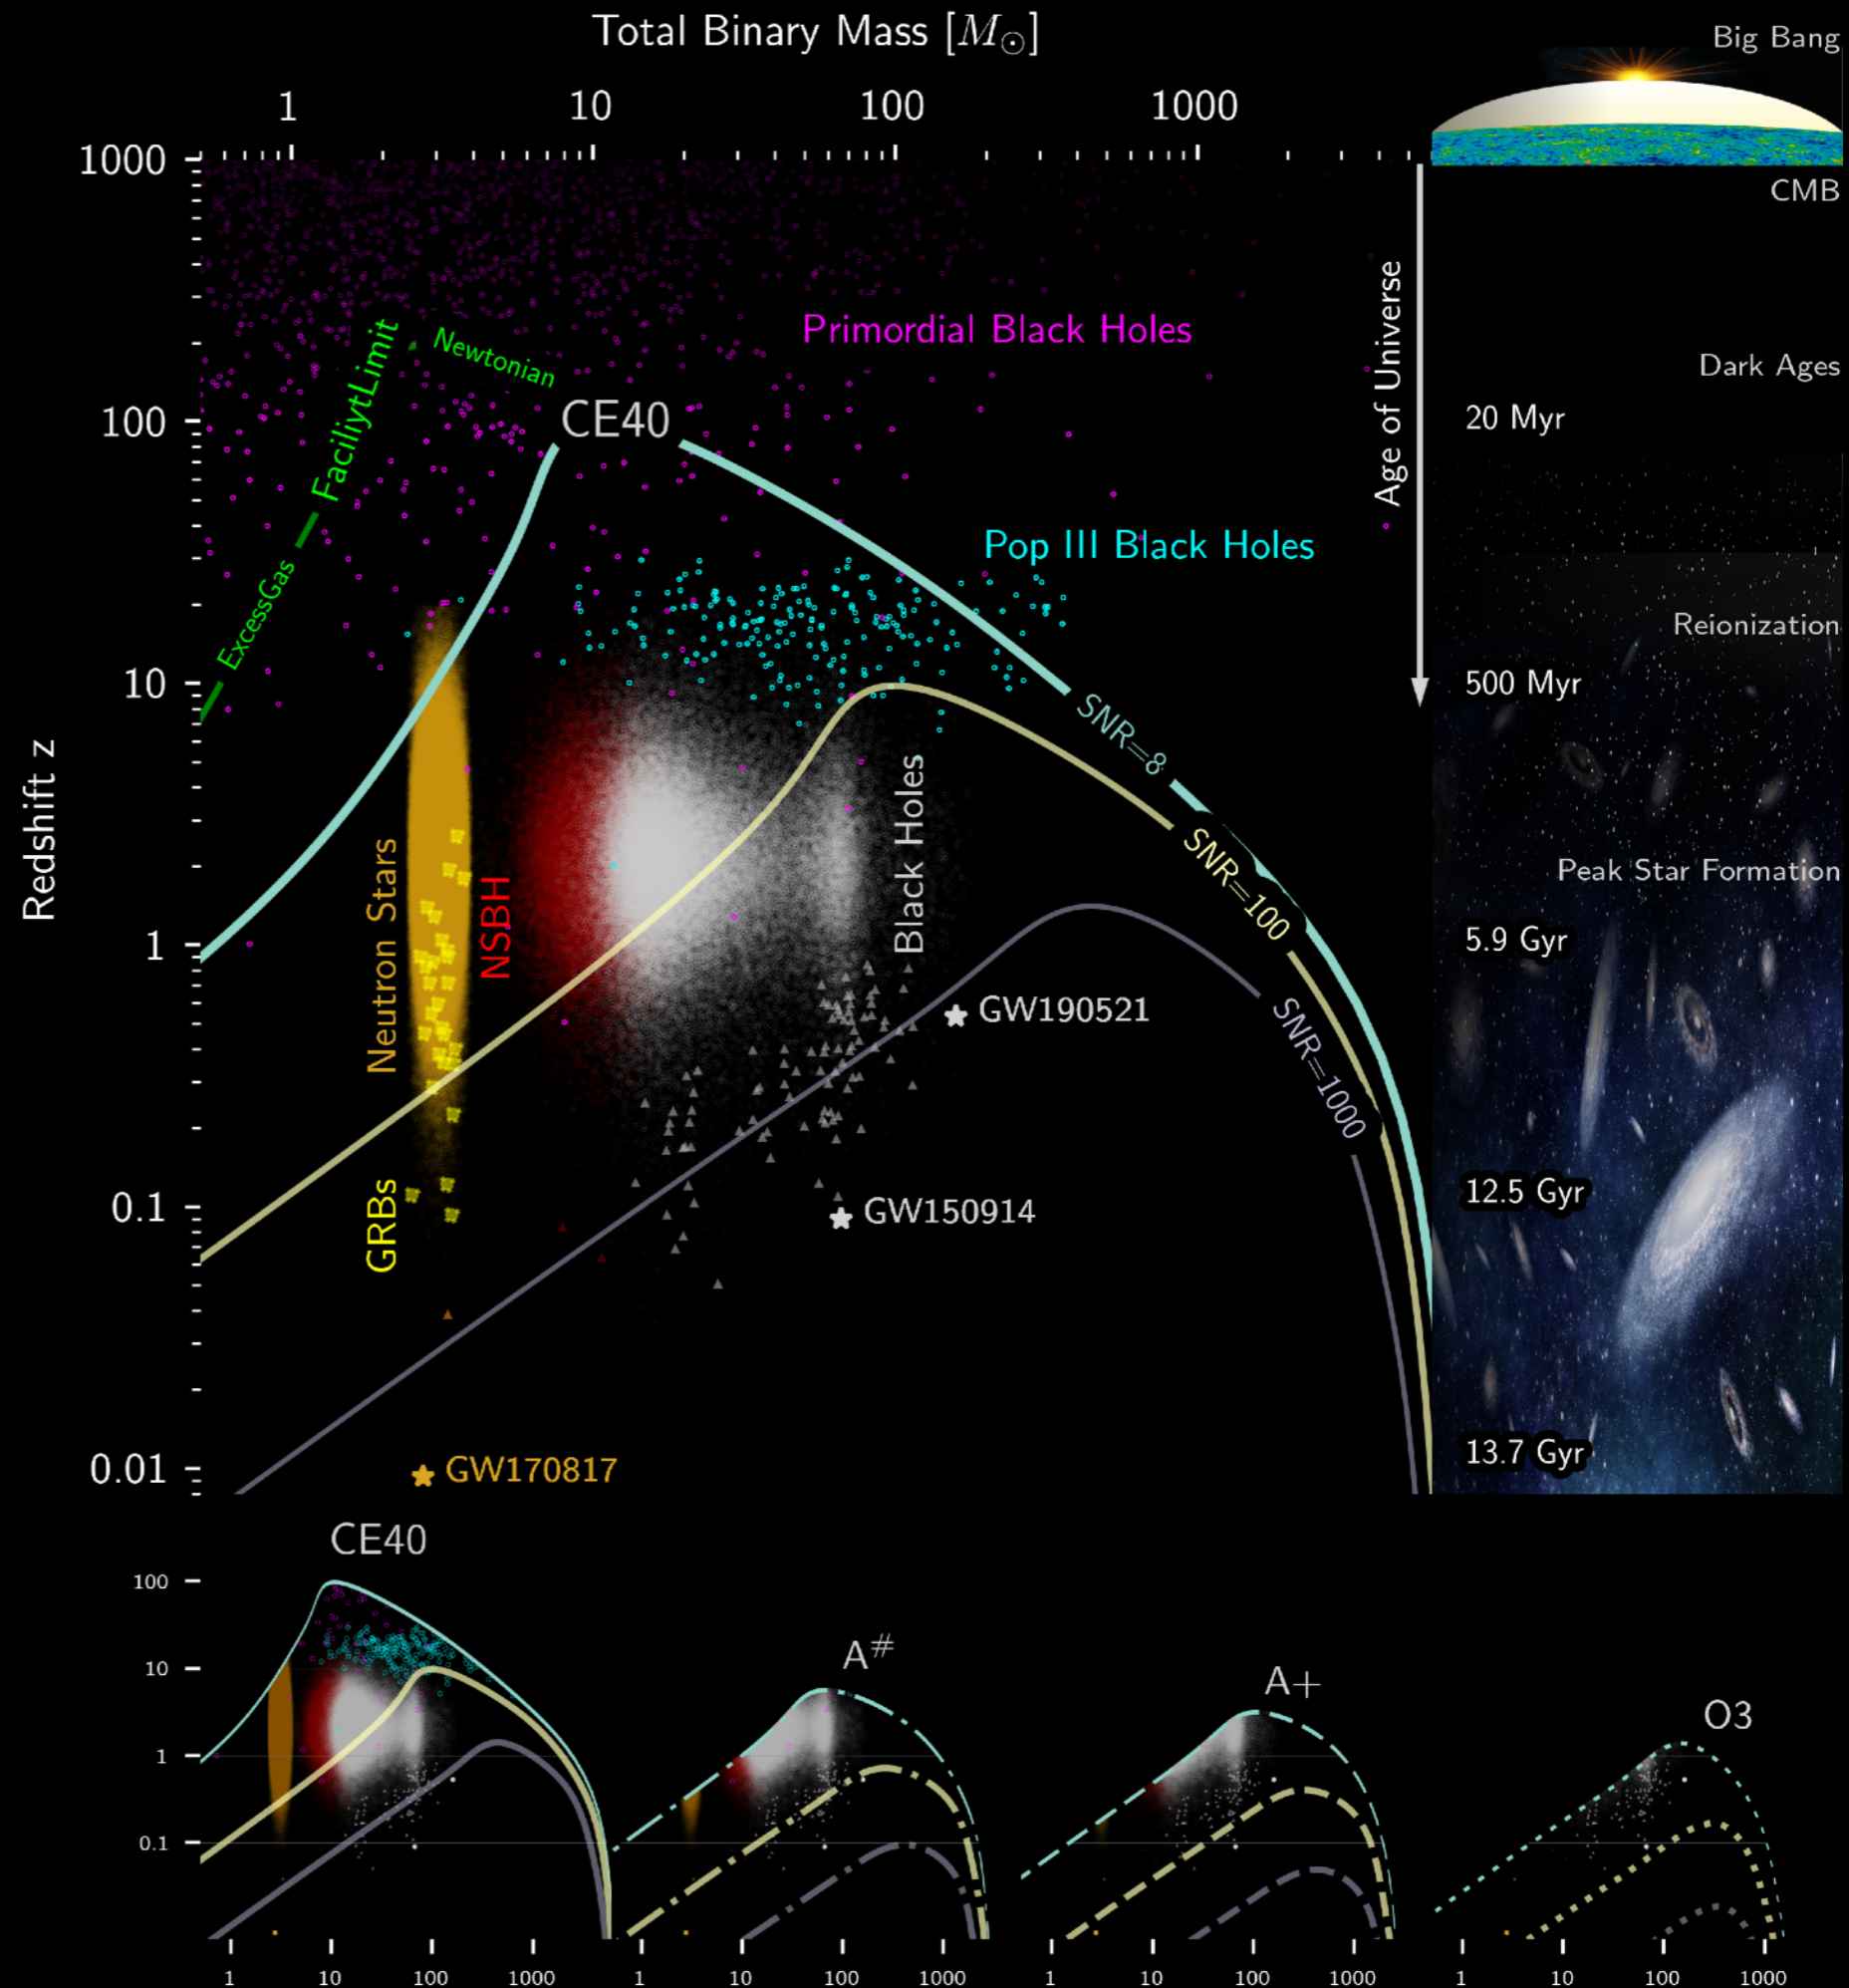 Total Binary Mass [M⊙]
1 10 100 1000
Big Bang
1000
CMB
Primordial Black Holes
Newtonian
FaciliytLimit
ExcessGas
Age of Universe
Dark Ages
100
CE40
20 Myr
Pop III Black Holes
Reionization
10
500 Myr
SNR=8
SNR=100
SNR=1000
Redshift z
Neutron Stars
NSBH
Black Holes
Peak Star Formation
1
5.9 Gyr
GW190521
0.1
GRBs
GW150914
12.5 Gyr
0.01
GW170817
13.7 Gyr
CE40
A#
A+
O3
100
10
1
0.1
1 10 100 1000 1 10 100 1000 1 10 100 1000 1 10 100 1000